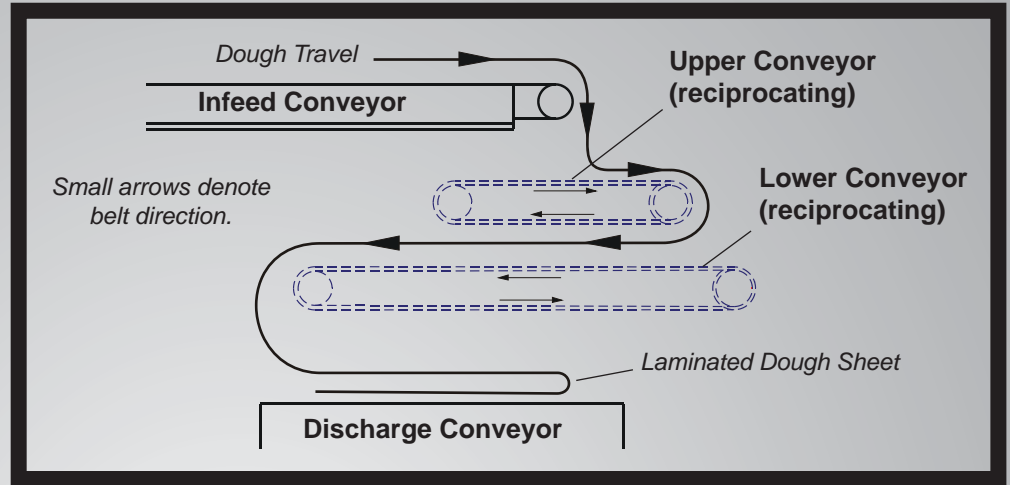 Dough Travel
Infeed Conveyor
Upper Conveyor
(reciprocating)
Small arrows denote
belt direction.
Lower Conveyor
(reciprocating)
Laminated Dough Sheet
Discharge Conveyor